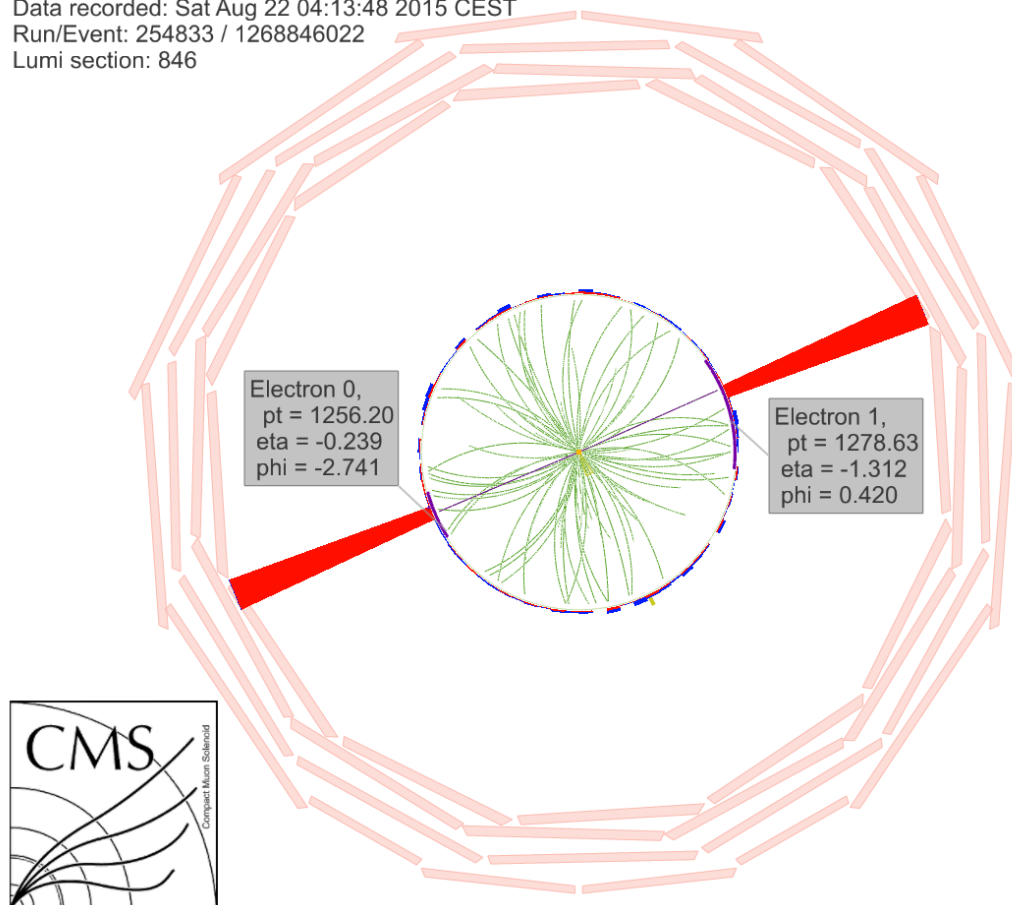 Data recorded: Sat Aug 22 04:13:48 2015 CEST
Run/Event: 254833 / 1268846022
Lumi section: 846
Electron 0,
pt = 1256.20
eta = -0.239
phi = -2.741
Electron 1,
pt = 1278.63
eta = -1.312
phi = 0.420
CMS
Compact Muon Solenoid